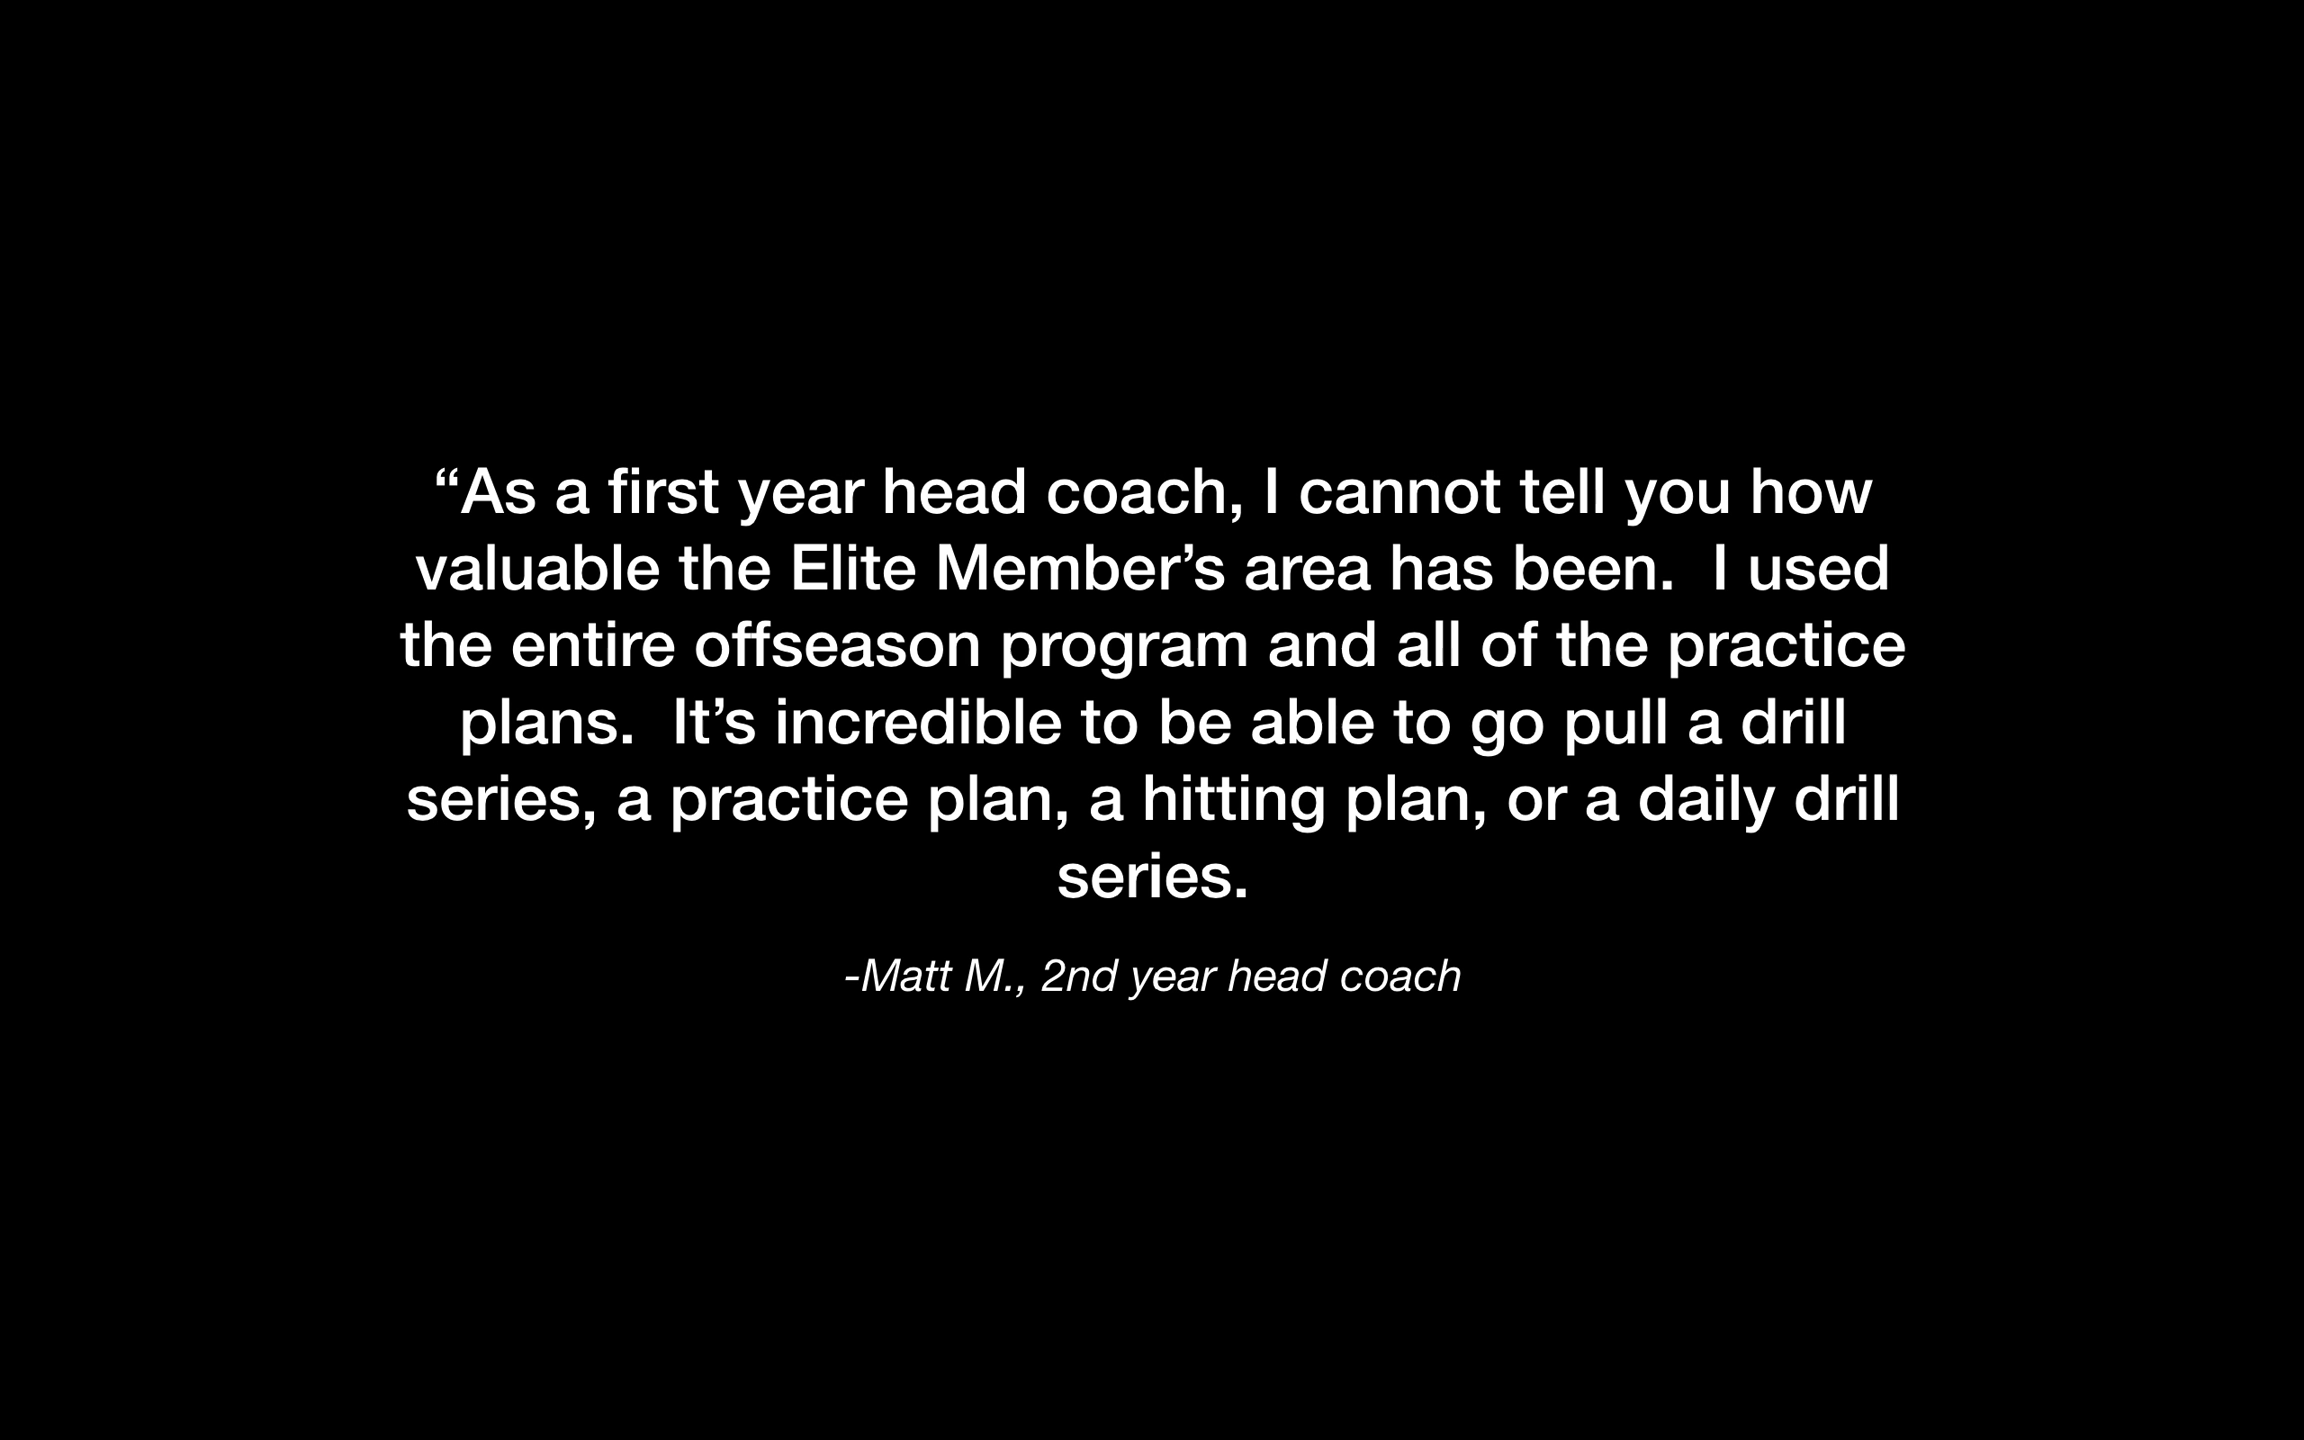 “As a first year head coach, I cannot tell you how
valuable the Elite Member’s area has been.  I used
the entire offseason program and all of the practice
plans.  It’s incredible to be able to go pull a drill
series, a practice plan, a hitting plan, or a daily drill
series.
-Matt M., 2nd year head coach